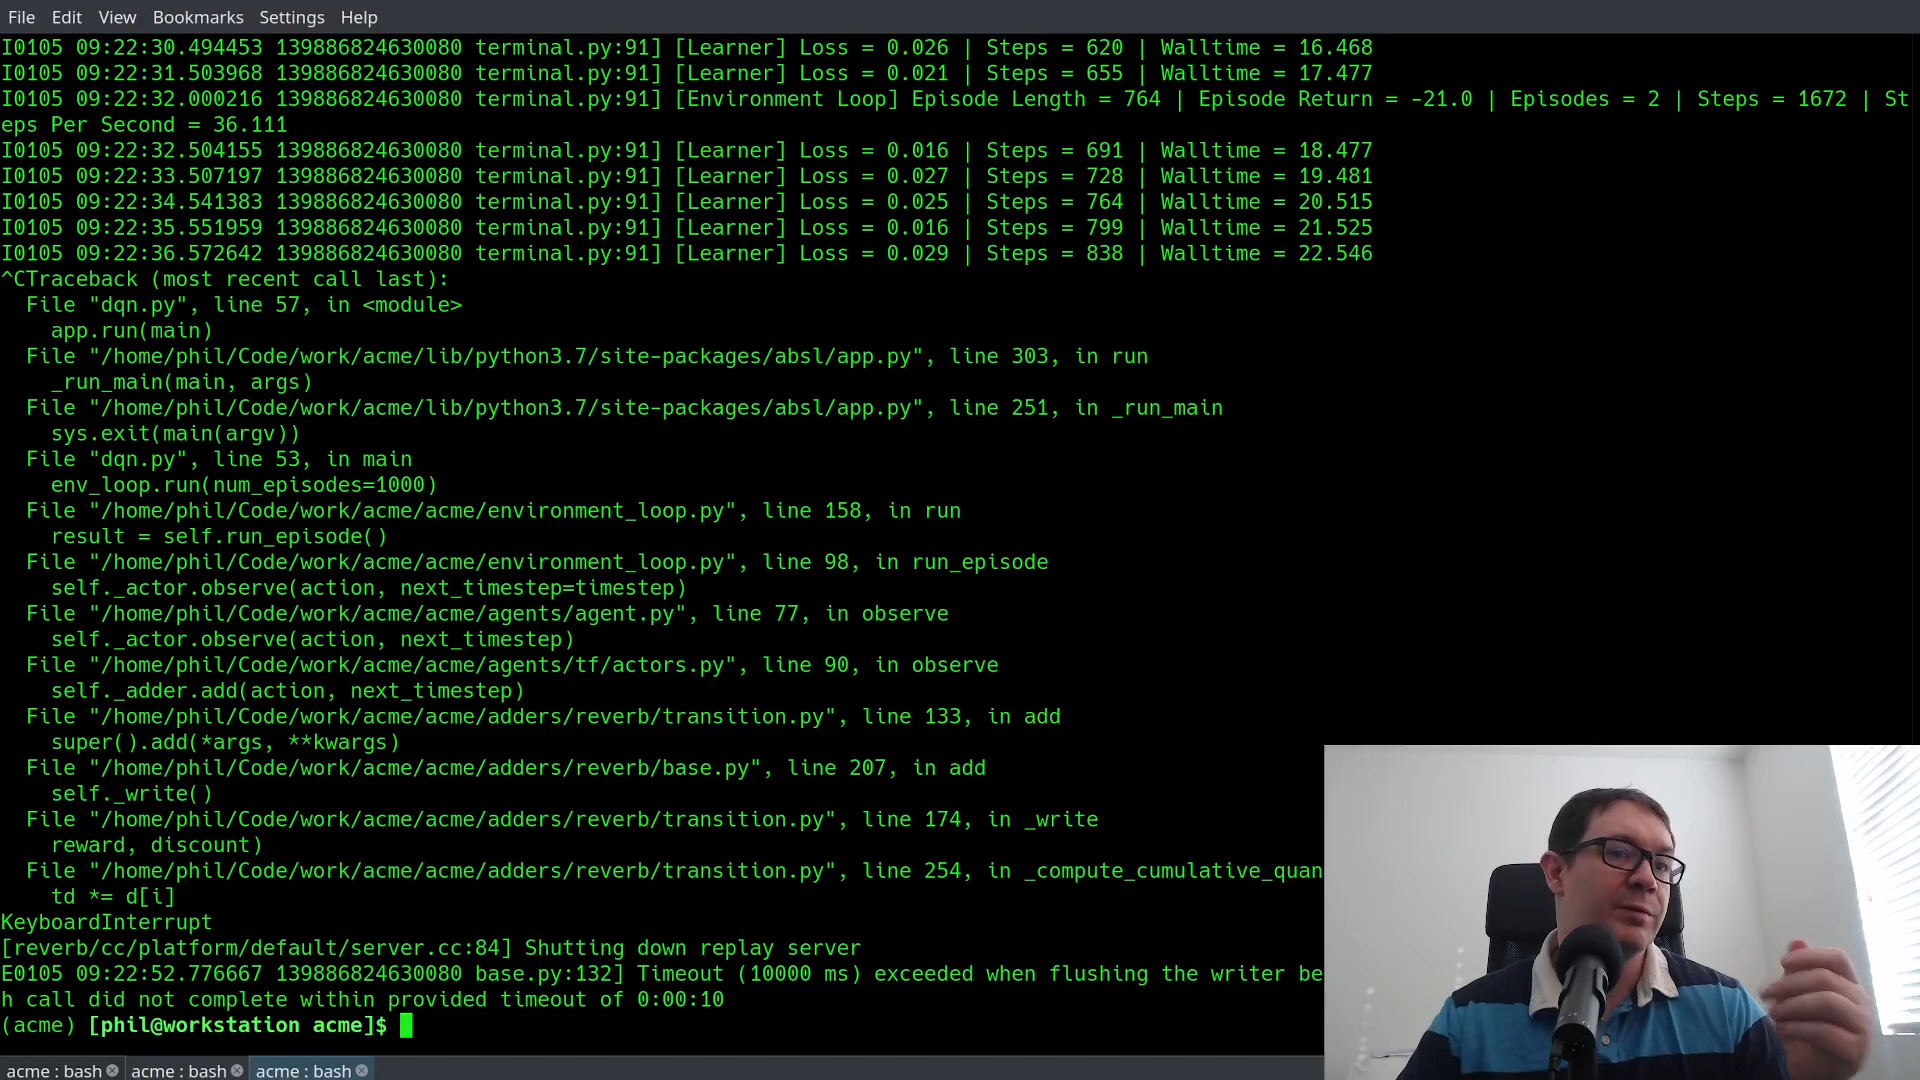 File Edit View Bookmarks Settings Help
I0105 09:22:30.494453 139886824630080 terminal.py:91] [Learner] Loss = 0.026 | Steps = 620 | Walltime = 16.468
I0105 09:22:31.503968 139886824630080 terminal.py:91] [Learner] Loss = 0.021 | Steps = 655 | Walltime = 17.477
I0105 09:22:32.000216 139886824630080 terminal.py:91] [Environment Loop] Episode Length = 764 | Episode Return = -21.0 | Episodes = 2 | Steps = 1672 | St
eps Per Second = 36.111
I0105 09:22:32.504155 139886824630080 terminal.py:91] [Learner] Loss = 0.016 | Steps = 691 | Walltime = 18.477
I0105 09:22:33.507197 139886824630080 terminal.py:91] [Learner] Loss = 0.027 | Steps = 728 | Walltime = 19.481
I0105 09:22:34.541383 139886824630080 terminal.py:91] [Learner] Loss = 0.025 | Steps = 764 | Walltime = 20.515
I0105 09:22:35.551959 139886824630080 terminal.py:91] [Learner] Loss = 0.016 | Steps = 799 | Walltime = 21.525
I0105 09:22:36.572642 139886824630080 terminal.py:91] [Learner] Loss = 0.029 | Steps = 838 | Walltime = 22.546
^CTraceback (most recent call last):
  File "dqn.py", line 57, in <module>
    app.run(main)
  File "/home/phil/Code/work/acme/lib/python3.7/site-packages/absl/app.py", line 303, in run
    _run_main(main, args)
  File "/home/phil/Code/work/acme/lib/python3.7/site-packages/absl/app.py", line 251, in _run_main
    sys.exit(main(argv))
  File "dqn.py", line 53, in main
    env_loop.run(num_episodes=1000)
  File "/home/phil/Code/work/acme/acme/environment_loop.py", line 158, in run
    result = self.run_episode()
  File "/home/phil/Code/work/acme/acme/environment_loop.py", line 98, in run_episode
    self._actor.observe(action, next_timestep=timestep)
  File "/home/phil/Code/work/acme/acme/agents/agent.py", line 77, in observe
    self._actor.observe(action, next_timestep)
  File "/home/phil/Code/work/acme/acme/agents/tf/actors.py", line 90, in observe
    self._adder.add(action, next_timestep)
  File "/home/phil/Code/work/acme/acme/adders/reverb/transition.py", line 133, in add
    super().add(*args, **kwargs)
  File "/home/phil/Code/work/acme/acme/adders/reverb/base.py", line 207, in add
    self._write()
  File "/home/phil/Code/work/acme/acme/adders/reverb/transition.py", line 174, in _write
    reward, discount)
  File "/home/phil/Code/work/acme/acme/adders/reverb/transition.py", line 254, in _compute_cumulative_quan
    td *= d[i]
KeyboardInterrupt
[reverb/cc/platform/default/server.cc:84] Shutting down replay server
E0105 09:22:52.776667 139886824630080 base.py:132] Timeout (10000 ms) exceeded when flushing the writer be
h call did not complete within provided timeout of 0:00:10
(acme) [phil@workstation acme]$
acme : bash acme : bash acme : bash